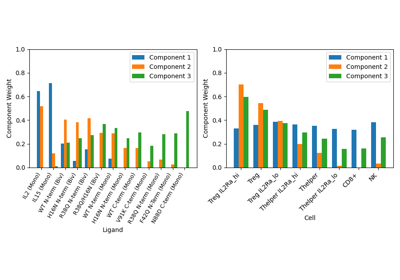 Component Weight
1.0
0.8
0.6
0.4
0.2
0.0
Component 1
Component 2
Component 3
IL2 (Mono)
IL15 (Mono)
WT N-term (Biv)
H16N N-term (Biv)
R38Q N-term (Biv)
R38Q/H16N (Biv)
WT N-term (Mono)
H16N N-term (Mono)
WT C-term (Mono)
V91K C-term (Mono)
R38Q N-term (Mono)
F42Q N-Term (Mono)
N88D C-term (Mono)
Ligand
Component Weight
1.0
0.8
0.6
0.4
0.2
0.0
Component 1
Component 2
Component 3
Treg IL2Ra_hi
Treg
Treg IL2Ra_lo
Thelper IL2Ra_hi
Thelper
Thelper IL2Ra_lo
CD8+
NK
Cell